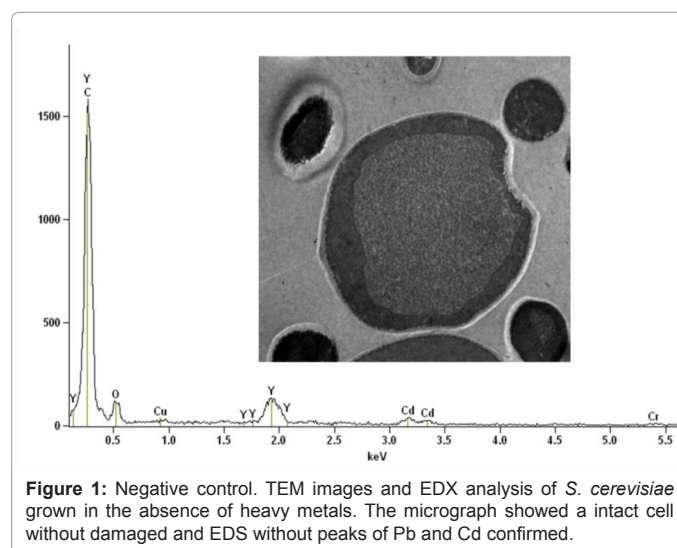 1500
1000
500
0
Y
C
Y
O
Cu
Y Y
Y
Y
Cd
Cd
Cr
0.5 1.0 1.5 2.0 2.5 3.0 3.5 4.0 4.5 5.0 5.5
keV
Figure 1: Negative control. TEM images and EDX analysis of S. cerevisiae
grown in the absence of heavy metals. The micrograph showed a intact cell
without damaged and EDS without peaks of Pb and Cd confirmed.